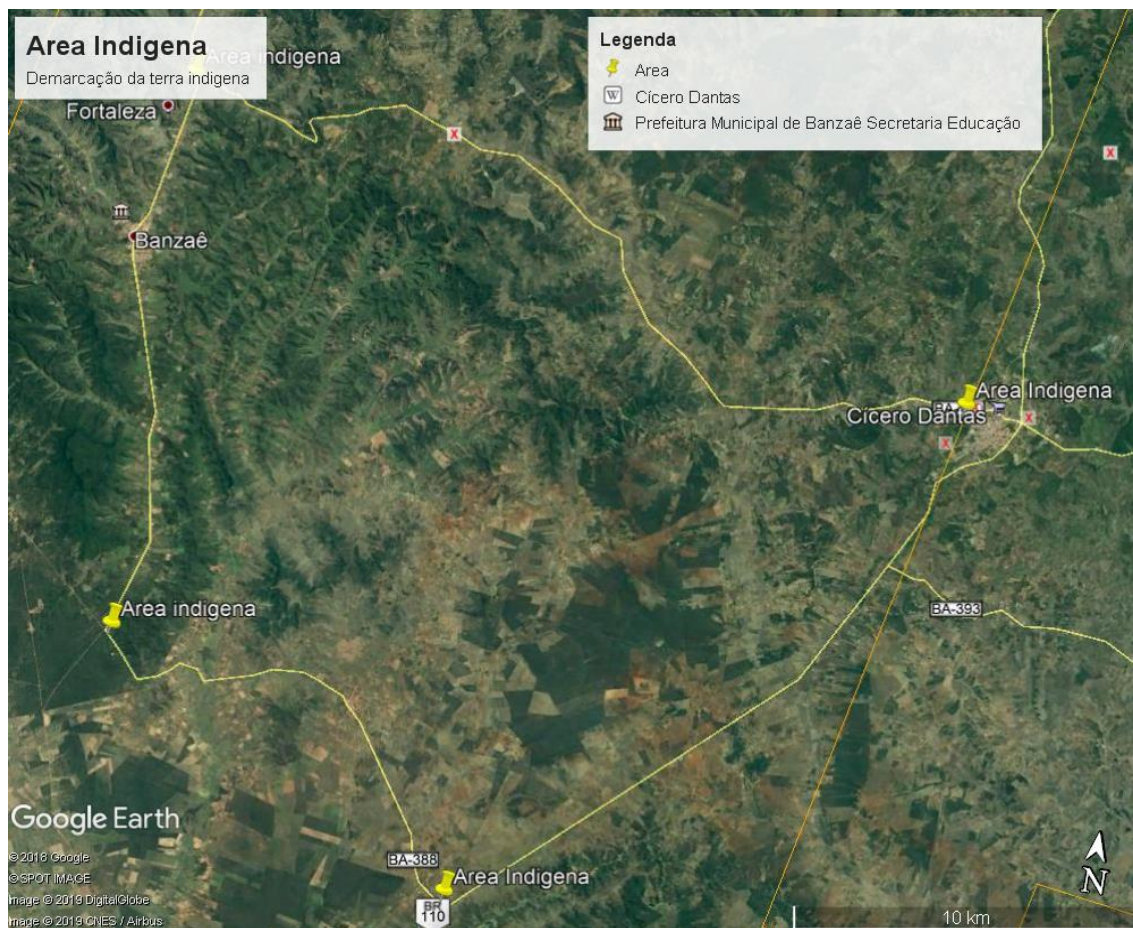 Area Indigena
Demarcação da terra indigena
Legenda
Area
W Cícero Dantas
Prefeitura Municipal de Banzaê Secretaria Educação
Area indigena
Fortaleza
X
X
Banzaê
Area Indigena
BA-
Cícero Dantas
X
X
Area indigena
BA-393
Google Earth
© 2018 Google
© SPOT IMAGE
Image © 2019 DigitalGlobe
Image © 2019 CNES / Airbus
BA-388
Area Indigena
BR
110
N
10 km